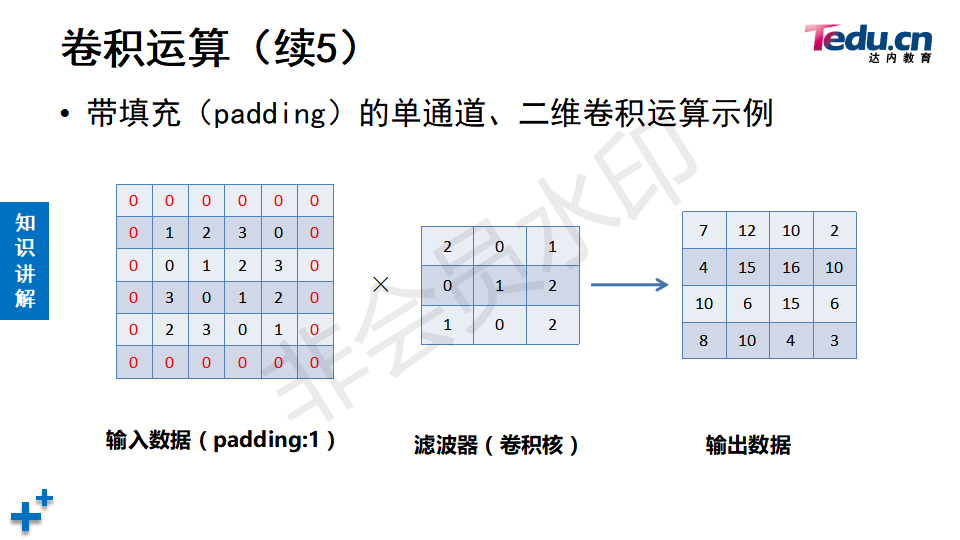 卷积运算（续5）
Tedu.cn
达内教育
• 带填充（padding）的单通道、二维卷积运算示例
知识讲解
0 0 0 0 0 0
0 1 2 3 0 0
0 0 1 2 3 0
0 3 0 1 2 0
0 2 3 0 1 0
0 0 0 0 0 0
×
2 0 1
0 1 2
1 0 2
7 12 10 2
4 15 16 10
10 6 15 6
8 10 4 3
输入数据（padding:1）
滤波器（卷积核）
输出数据
非会员水印